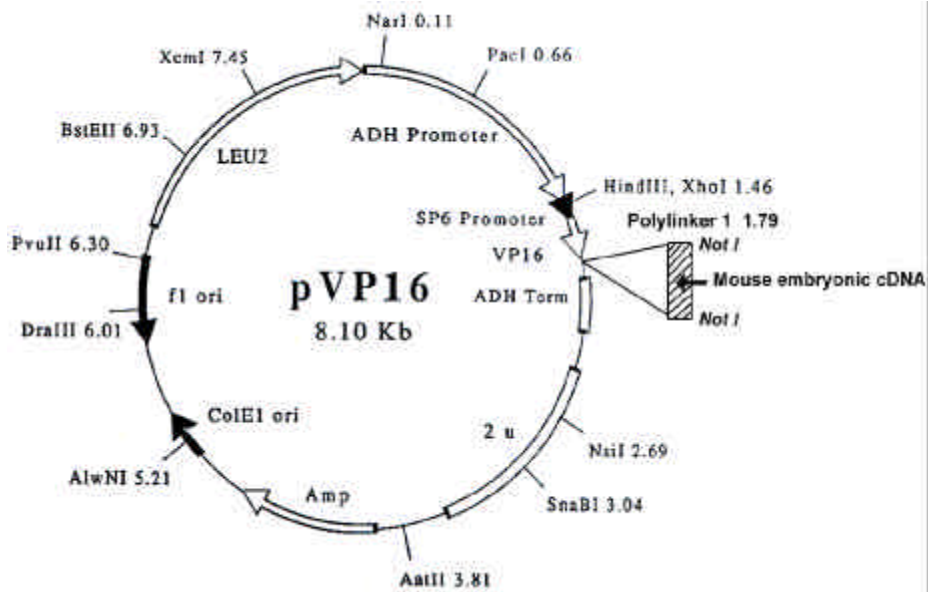 NarI 0.11
PacI 0.66
XcmI 7.45
BstEII 6.93
LEU2
ADH Promoter
HindIII, XhoI 1.46
SP6 Promoter
Polylinker 1 1.79
Not I
VP16
Mouse embryonic cDNA
Not I
ADH Term
PvuII 6.30
f1 ori
DraIII 6.01
pVP16
8.10 Kb
ColE1 ori
2 u
NsiI 2.69
AlwNI 5.21
SnaBI 3.04
Amp
AatII 3.81